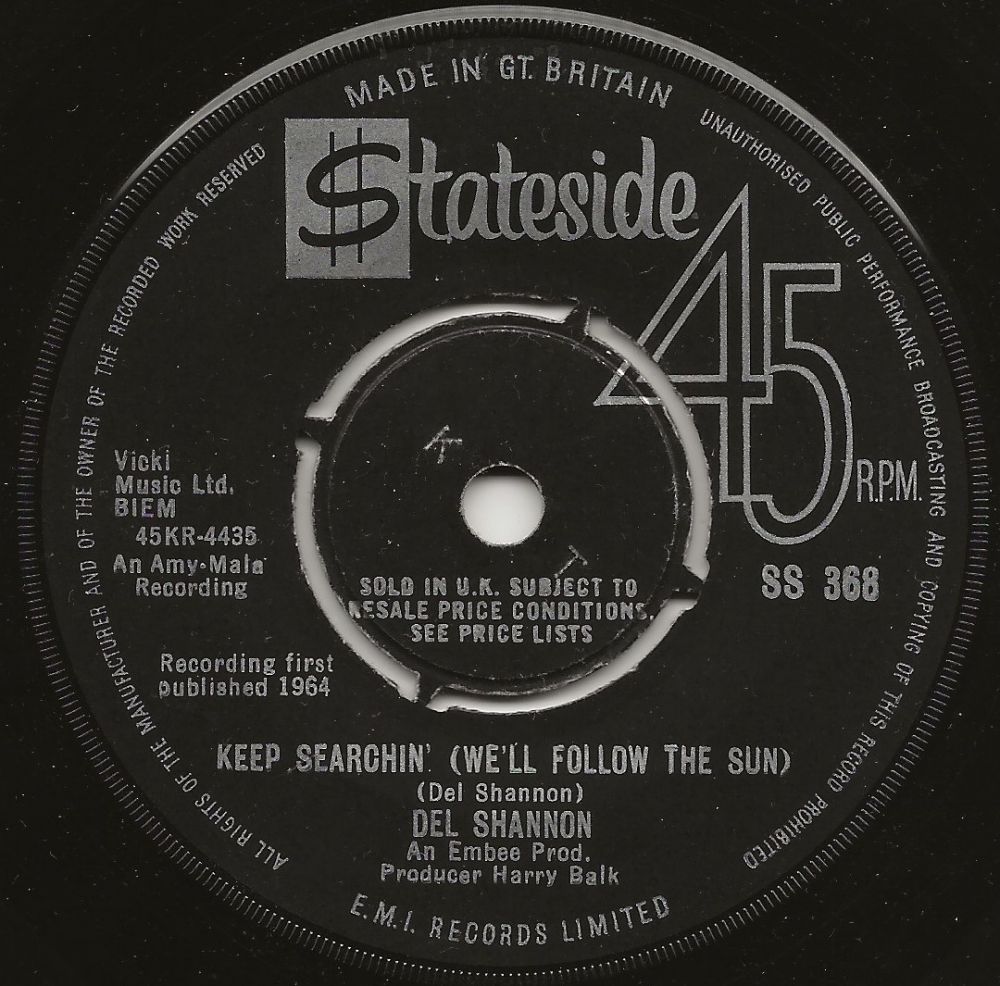 MADE IN GT. BRITAIN
$tateside
45
R.P.M.
UNAUTHORISED PUBLIC PERFORMANCE BROADCASTING AND COPYING OF THIS RECORD PROHIBITED
ALL RIGHTS OF THE MANUFACTURER AND OF THE OWNER OF THE RECORDED WORK RESERVED
Vicki
Music Ltd.
BIEM
45KR-4435
An Amy-Mala
Recording
SS 368
K
T
SOLD IN U.K. SUBJECT TO
RESALE PRICE CONDITIONS,
SEE PRICE LISTS
Recording first
published 1964
KEEP SEARCHIN' (WE'LL FOLLOW THE SUN)
(Del Shannon)
DEL SHANNON
An Embee Prod.
Producer Harry Balk
E.M.I. RECORDS LIMITED